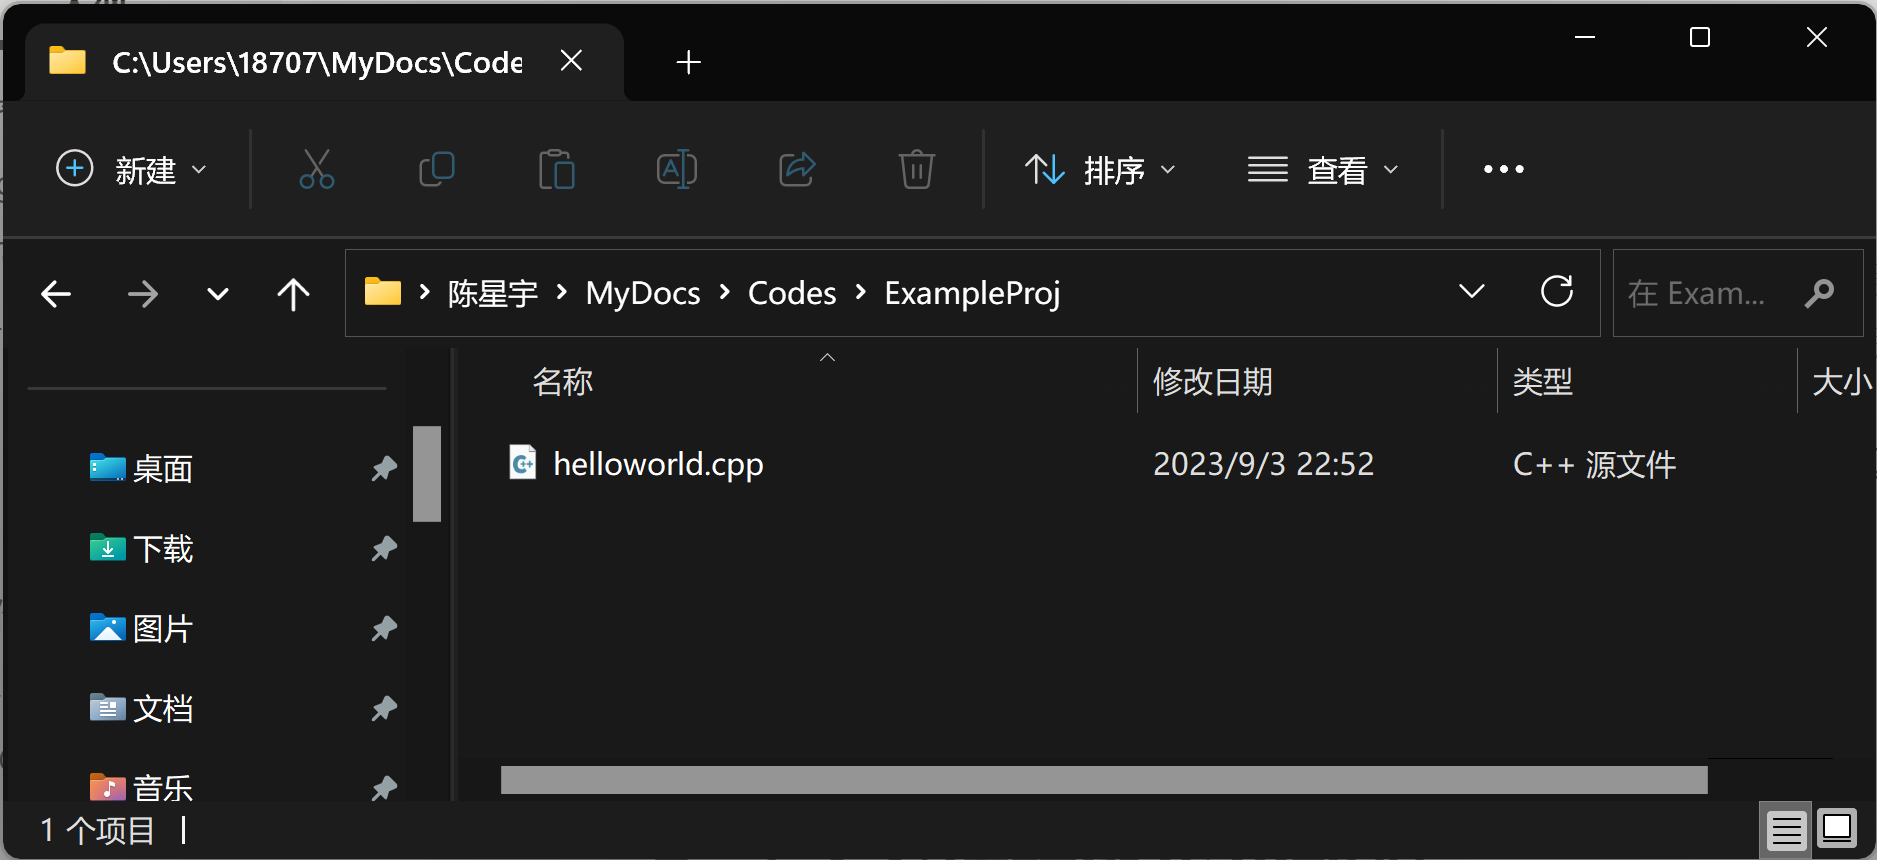 C:\Users\18707\MyDocs\Code
新建
排序
查看
陈星宇 MyDocs Codes ExampleProj
在 Exam...
名称 修改日期 类型 大小
helloworld.cpp 2023/9/3 22:52 C++ 源文件
桌面
下载
图片
文档
音乐
1 个项目